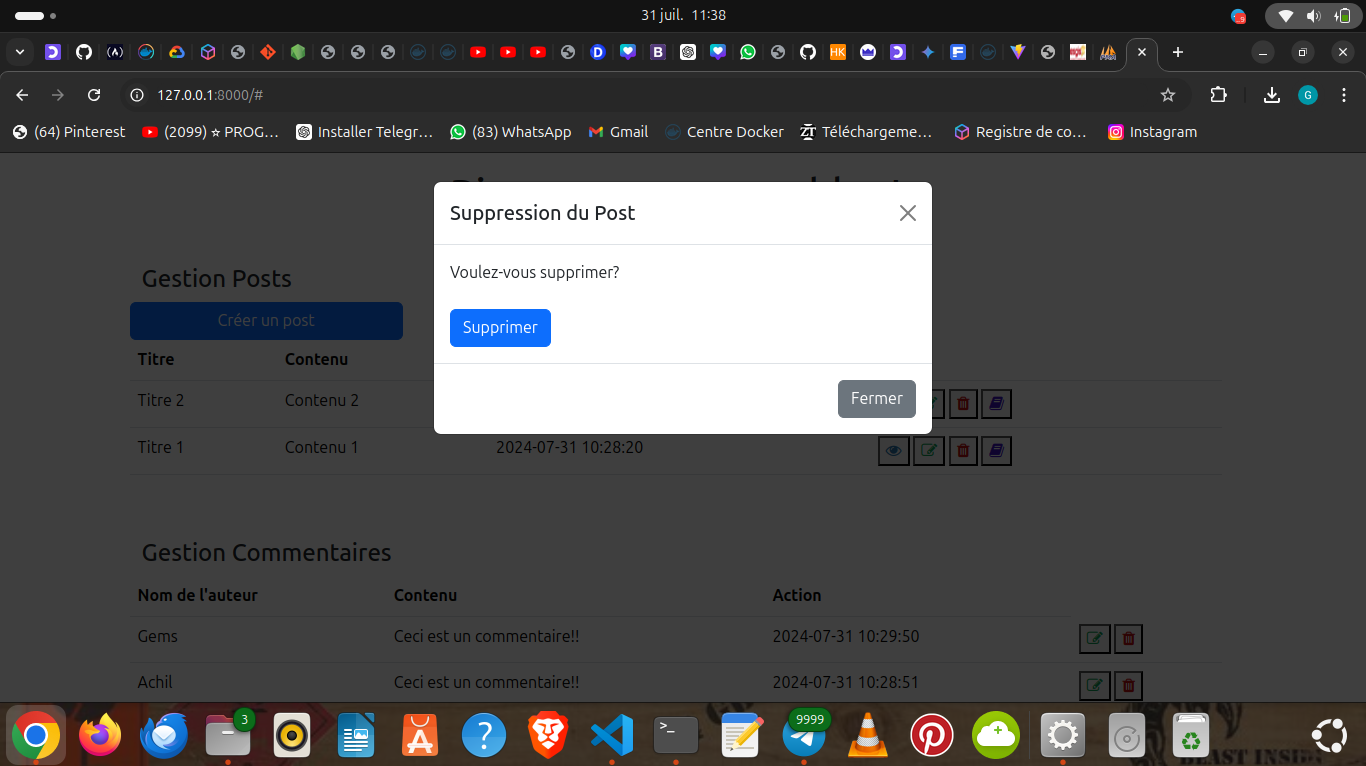 31 juil. 11:38
127.0.0.1:8000/#
(64) Pinterest (2099) ☆ PROG… Installer Telegr… (83) WhatsApp Gmail Centre Docker Téléchargeme… Registre de co… Instagram
Suppression du Post
Voulez-vous supprimer?
Supprimer
Fermer
Gestion Posts
Créer un post
Titre Contenu
Titre 2 Contenu 2
Titre 1 Contenu 1 2024-07-31 10:28:20
Gestion Commentaires
Nom de l'auteur Contenu Action
Gems Ceci est un commentaire!! 2024-07-31 10:29:50
Achil Ceci est un commentaire!! 2024-07-31 10:28:51
3
9999